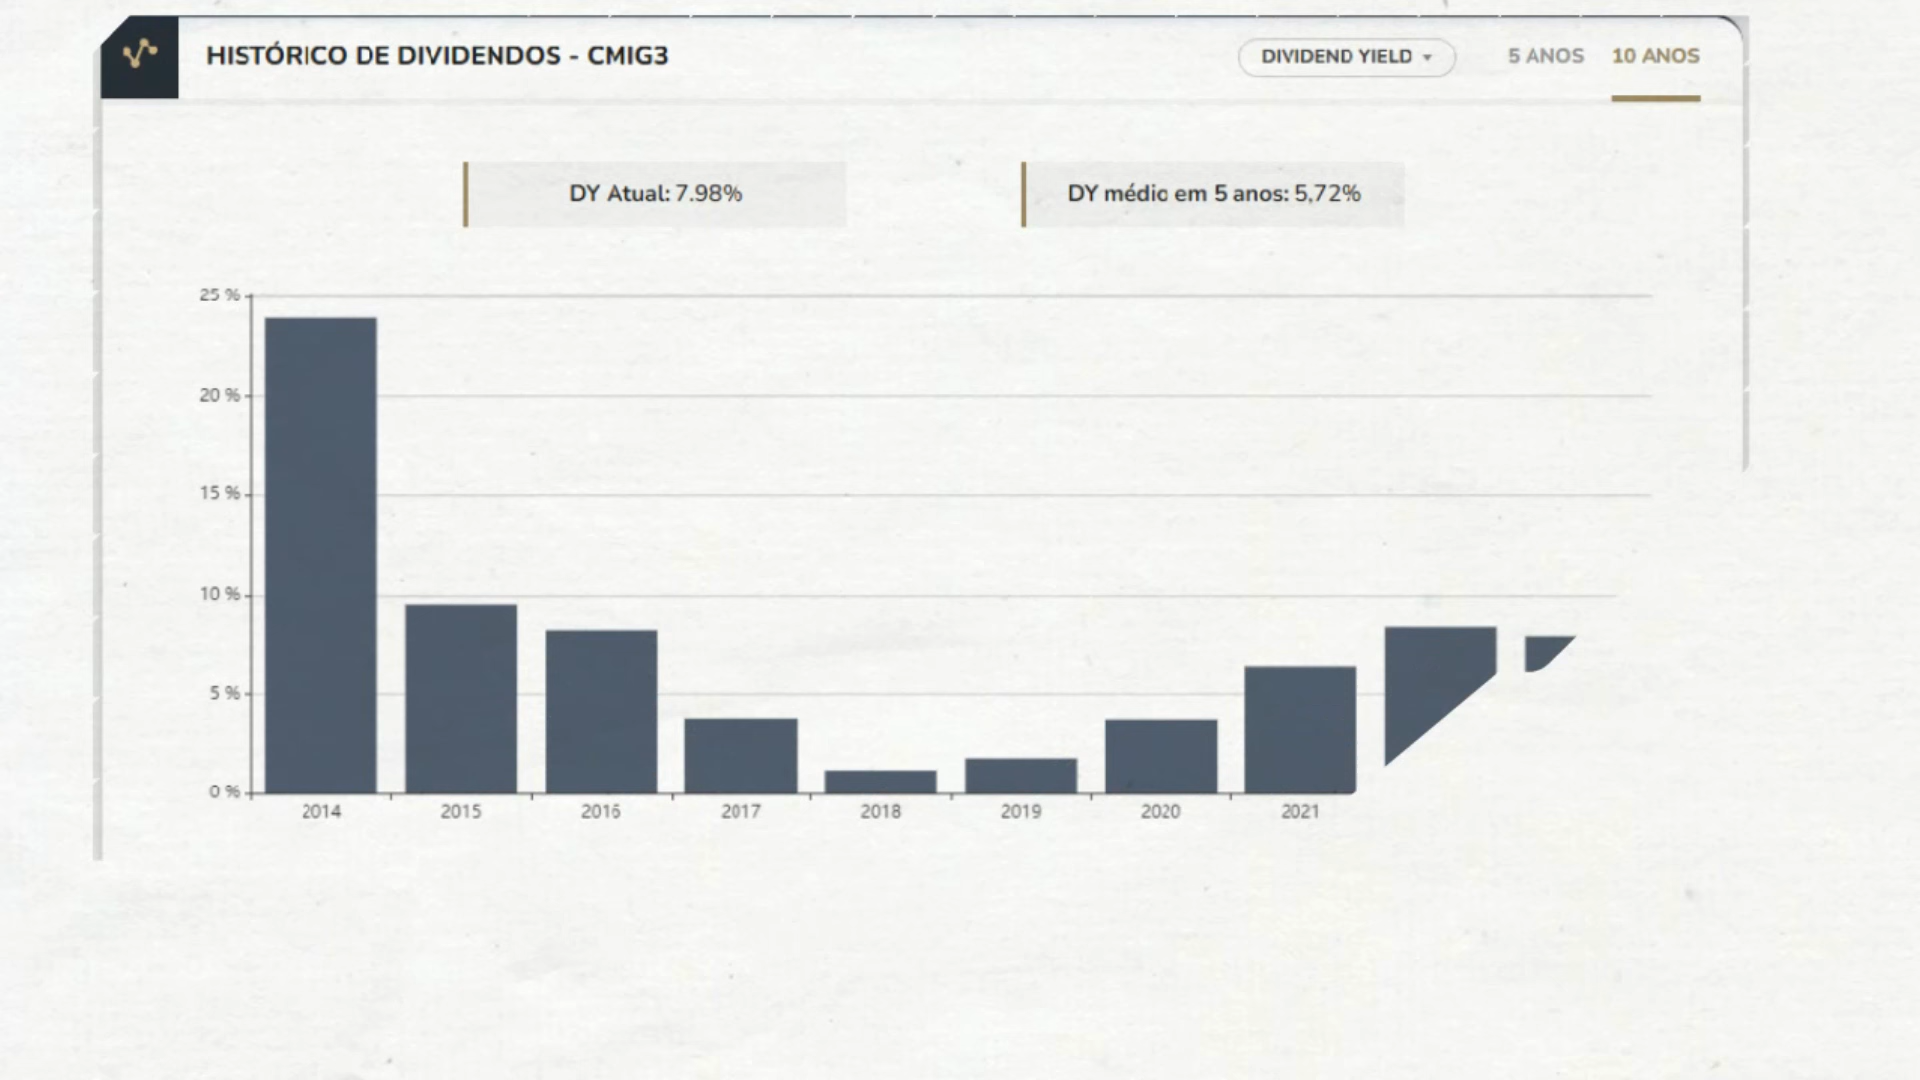 HISTÓRICO DE DIVIDENDOS - CMIG3
DIVIDEND YIELD
5 ANOS
10 ANOS
DY Atual: 7.98%
DY médio em 5 anos: 5,72%
25 %
20 %
15 %
10 %
5 %
0 %
2014 2015 2016 2017 2018 2019 2020 2021